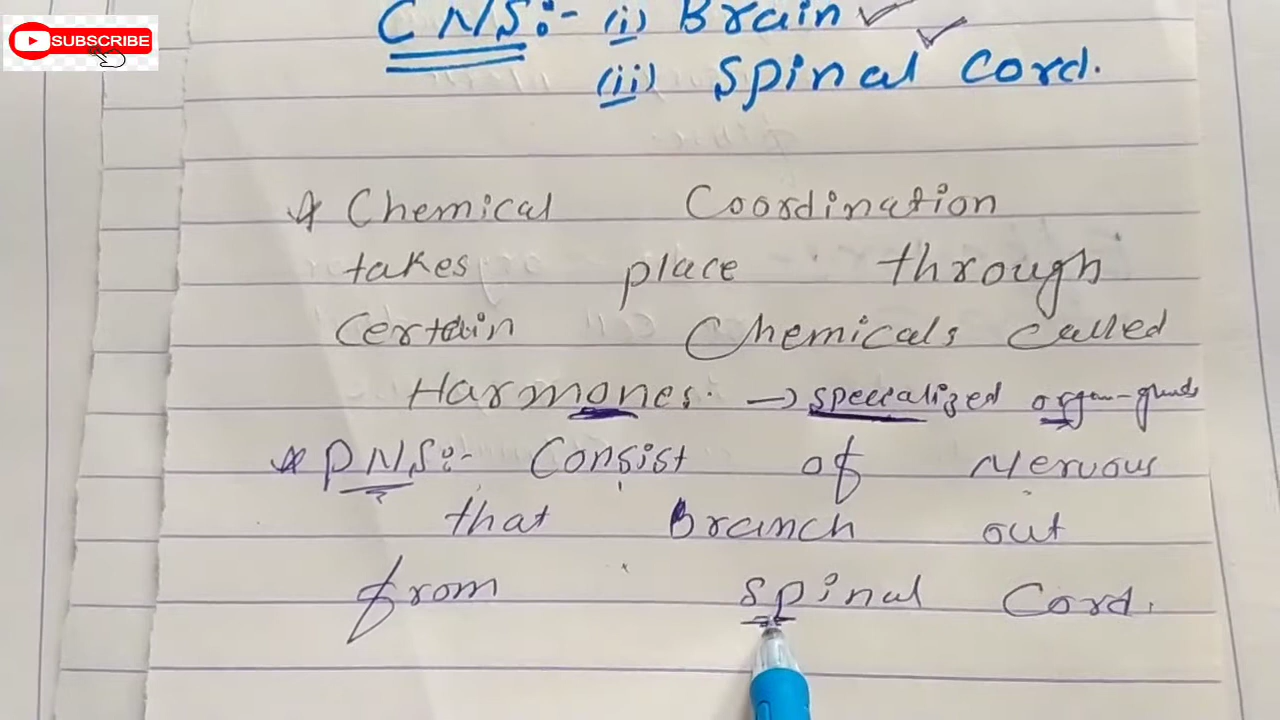 SUBSCRIBE
CNS:- (i) Brain
(ii) Spinal Cord.
Chemical Coordination
takes place through
Certain Chemicals called
Harmones. → specialized organ-glands
PNS:- Consist of Nervous
that Branch out
from Spinal Cord.